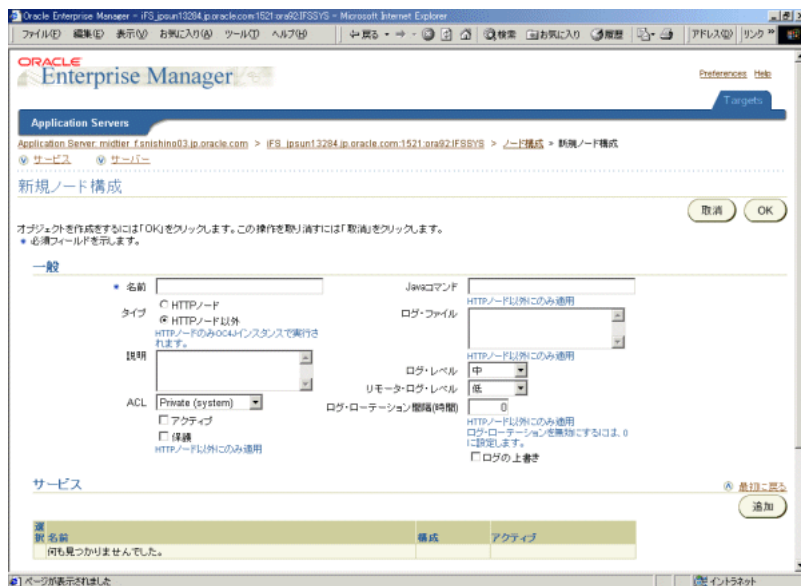 Oracle Enterprise Manager - iFS_jpsun13284.jp.oracle.com:1521:ora92:IFSSYS - Microsoft Internet Explorer
ファイル(F) 編集(E) 表示(V) お気に入り(A) ツール(T) ヘルプ(H) 戻る 検索 お気に入り 履歴 アドレス(D) リンク
ORACLE
Enterprise Manager
Preferences Help
Targets
Application Servers
Application Server: midtier_f.snishino03.jp.oracle.com > iFS_jpsun13284.jp.oracle.com:1521:ora92:IFSSYS > ノード構成 > 新規ノード構成
サービス サーバー
新規ノード構成
取消 OK
オブジェクトを作成をするには「OK」をクリックします。この操作を取り消すには「取消」をクリックします。
* 必須フィールドを示します。
一般
* 名前
Javaコマンド
HTTPノード以外にのみ適用
タイプ
HTTPノード
HTTPノード以外
HTTPノードのみOC4Jインスタンスで実行さ
れます。
ログ・ファイル
HTTPノード以外にのみ適用
説明
ログ・レベル 中
リモータ・ログ・レベル 低
ACL Private (system)
アクティブ
保護
HTTPノード以外にのみ適用
ログ・ローテーション間隔(時間) 0
HTTPノード以外にのみ適用
ログ・ローテーションを無効にするには、0
に設定します。
ログの上書き
サービス
最初に戻る
追加
選択 名前 構成 アクティブ
何も見つかりませんでした。
ページが表示されました
イントラネット